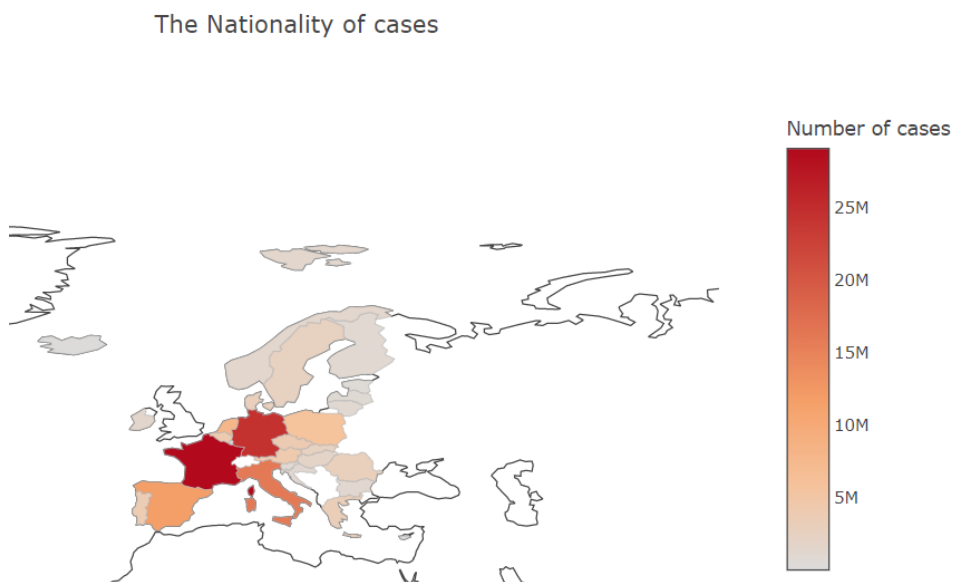 The Nationality of cases
Number of cases
25M
20M
15M
10M
5M